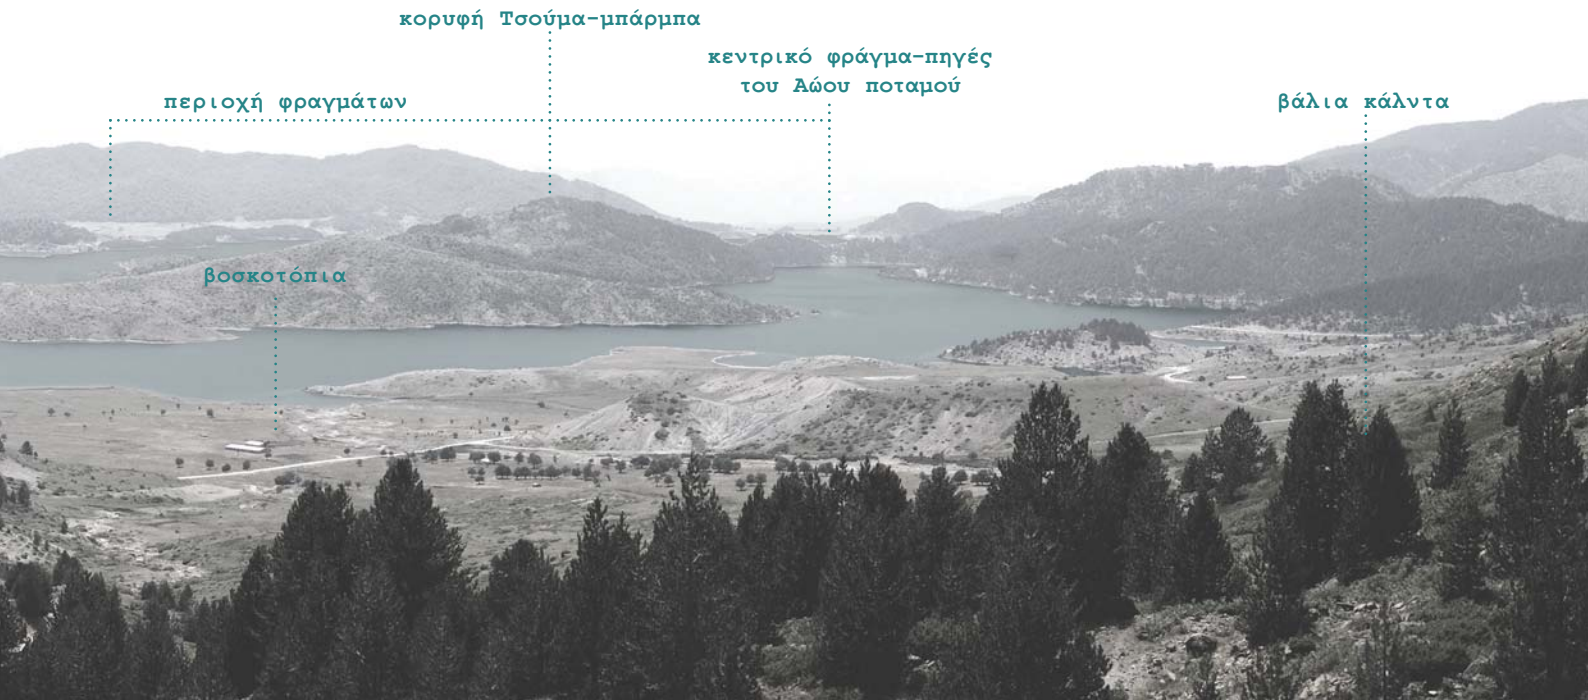 κορυφή Τσούμα-μπάρμπα
κεντρικό φράγμα-πηγές
του Αώου ποταμού
περιοχή φραγμάτων
βάλια κάλντα
βοσκοτόπια